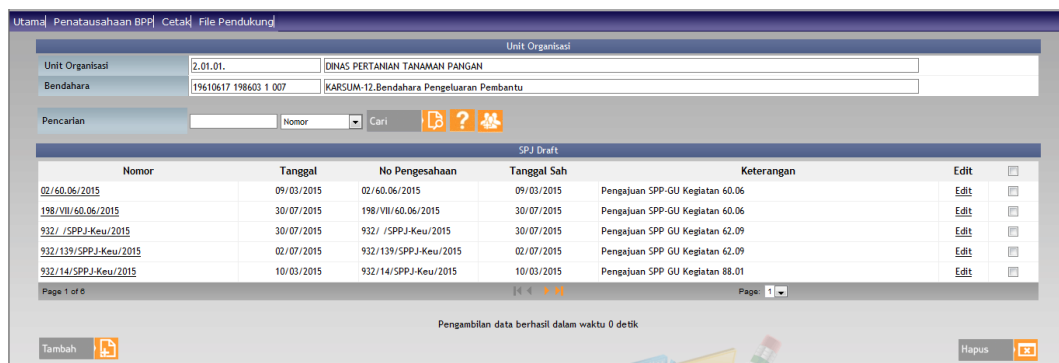 Utama Penatausahaan BPP Cetak File Pendukung
Unit Organisasi
Unit Organisasi 2.01.01. DINAS PERTANIAN TANAMAN PANGAN
Bendahara 19610617 198603 1 007 KARSUM-12.Bendahara Pengeluaran Pembantu
Pencarian Nomor Cari
SPJ Draft
Nomor Tanggal No Pengesahaan Tanggal Sah Keterangan Edit
02/60.06/2015 09/03/2015 02/60.06/2015 09/03/2015 Pengajuan SPP-GU Kegiatan 60.06 Edit
198/VII/60.06/2015 30/07/2015 198/VII/60.06/2015 30/07/2015 Pengajuan SPP-GU Kegiatan 60.06 Edit
932/ /SPPJ-Keu/2015 30/07/2015 932/ /SPPJ-Keu/2015 30/07/2015 Pengajuan SPP GU Kegiatan 62.09 Edit
932/139/SPPJ-Keu/2015 02/07/2015 932/139/SPPJ-Keu/2015 02/07/2015 Pengajuan SPP GU Kegiatan 62.09 Edit
932/14/SPPJ-Keu/2015 10/03/2015 932/14/SPPJ-Keu/2015 10/03/2015 Pengajuan SPP GU Kegiatan 88.01 Edit
Page 1 of 6 Page: 1
Pengambilan data berhasil dalam waktu 0 detik
Tambah Hapus